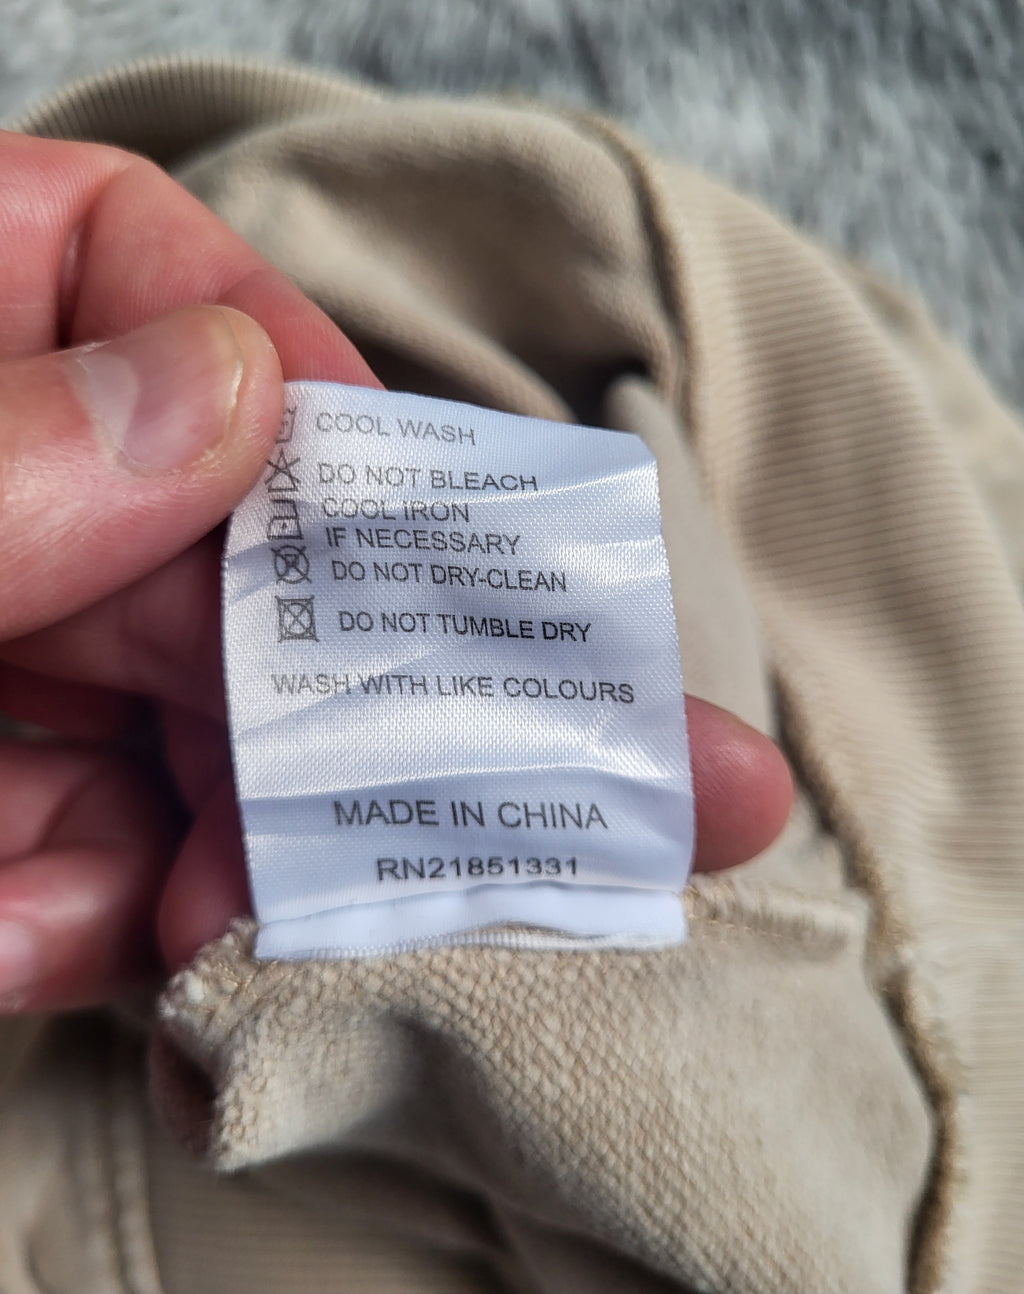 COOL WASH
DO NOT BLEACH
COOL IRON
IF NECESSARY
DO NOT DRY-CLEAN
DO NOT TUMBLE DRY
WASH WITH LIKE COLOURS
MADE IN CHINA
RN21851331